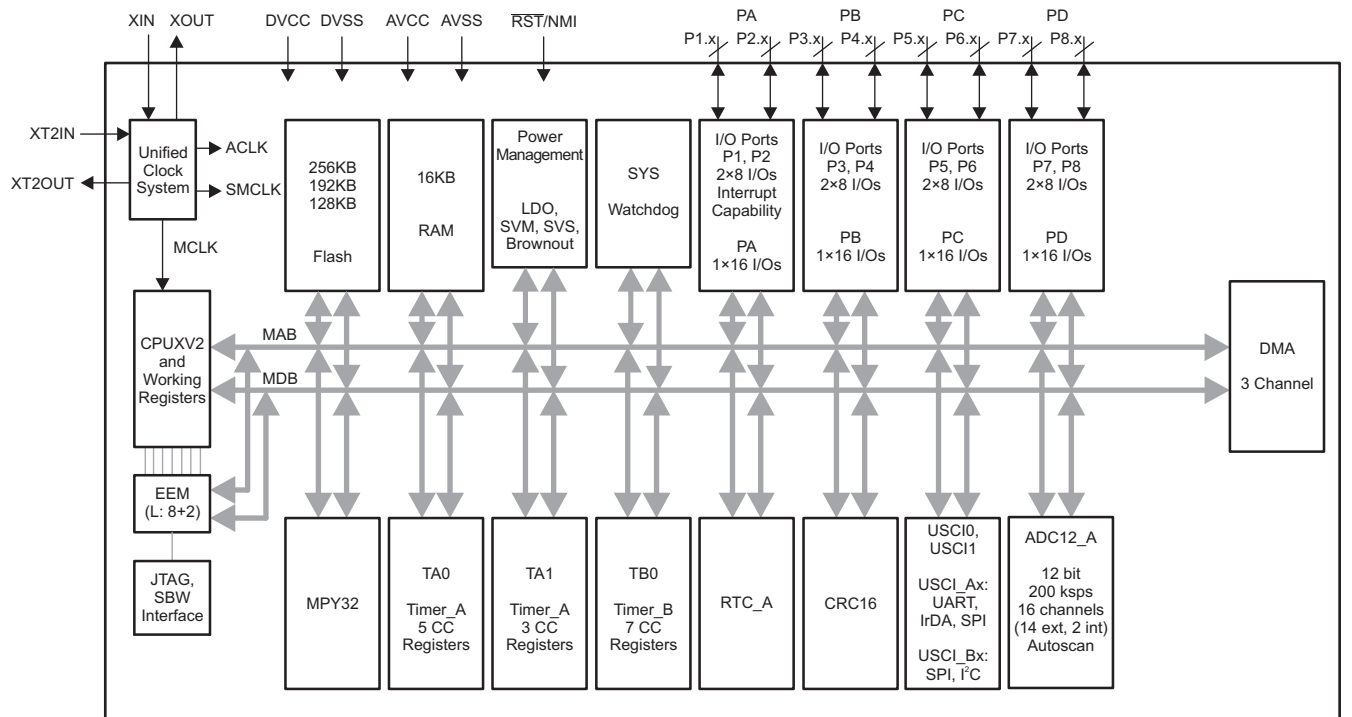 XIN XOUT DVCC DVSS AVCC AVSS RST/NMI PA PB PC PD
P1.x P2.x P3.x P4.x P5.x P6.x P7.x P8.x
XT2IN
XT2OUT
Unified
Clock
System
ACLK
SMCLK
MCLK
256KB
192KB
128KB
Flash
16KB
RAM
Power
Management
LDO,
SVM, SVS,
Brownout
SYS
Watchdog
I/O Ports
P1, P2
2×8 I/Os
Interrupt
Capability
PA
1×16 I/Os
I/O Ports
P3, P4
2×8 I/Os
PB
1×16 I/Os
I/O Ports
P5, P6
2×8 I/Os
PC
1×16 I/Os
I/O Ports
P7, P8
2×8 I/Os
PD
1×16 I/Os
CPUXV2
and
Working
Registers
MAB
MDB
DMA
3 Channel
EEM
(L: 8+2)
JTAG,
SBW
Interface
MPY32
TA0
Timer_A
5 CC
Registers
TA1
Timer_A
3 CC
Registers
TB0
Timer_B
7 CC
Registers
RTC_A
CRC16
USCI0,
USCI1
USCI_Ax:
UART,
IrDA, SPI
USCI_Bx:
SPI, I²C
ADC12_A
12 bit
200 ksps
16 channels
(14 ext, 2 int)
Autoscan